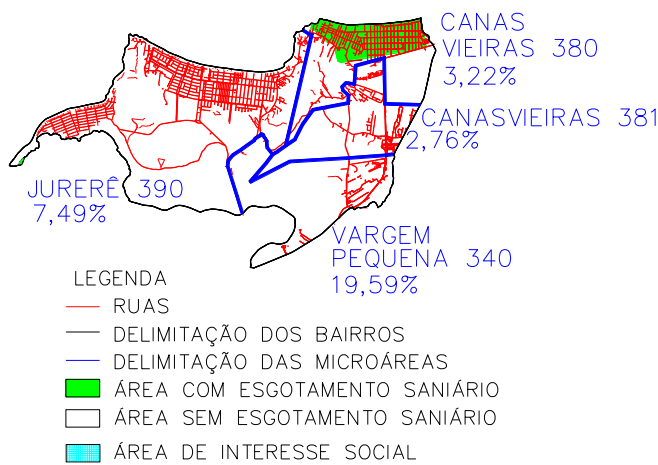 CANAS
VIEIRAS 380
3,22%
CANASVIEIRAS 381
2,76%
JURERÊ 390
7,49%
VARGEM
PEQUENA 340
19,59%
LEGENDA
RUAS
DELIMITAÇÃO DOS BAIRROS
DELIMITAÇÃO DAS MICROÁREAS
ÁREA COM ESGOTAMENTO SANIÁRIO
ÁREA SEM ESGOTAMENTO SANIÁRIO
ÁREA DE INTERESSE SOCIAL